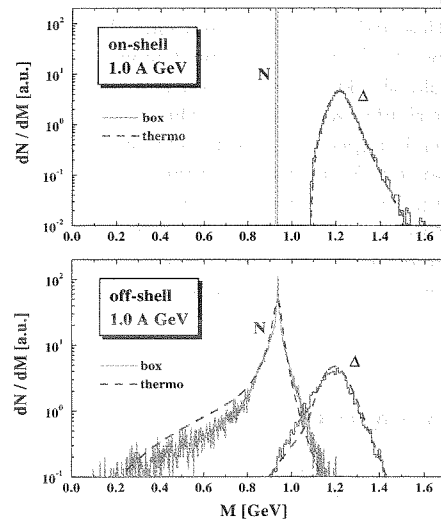 dN / dM [a.u.]
10²
10¹
10⁰
10⁻¹
10⁻²
on-shell
1.0 A GeV
box
thermo
N
Δ
0.0 0.2 0.4 0.6 0.8 1.0 1.2 1.4 1.6
M
dN / dM [a.u.]
10²
10¹
10⁰
10⁻¹
off-shell
1.0 A GeV
box
thermo
N
Δ
0.0 0.2 0.4 0.6 0.8 1.0 1.2 1.4 1.6
M [GeV]